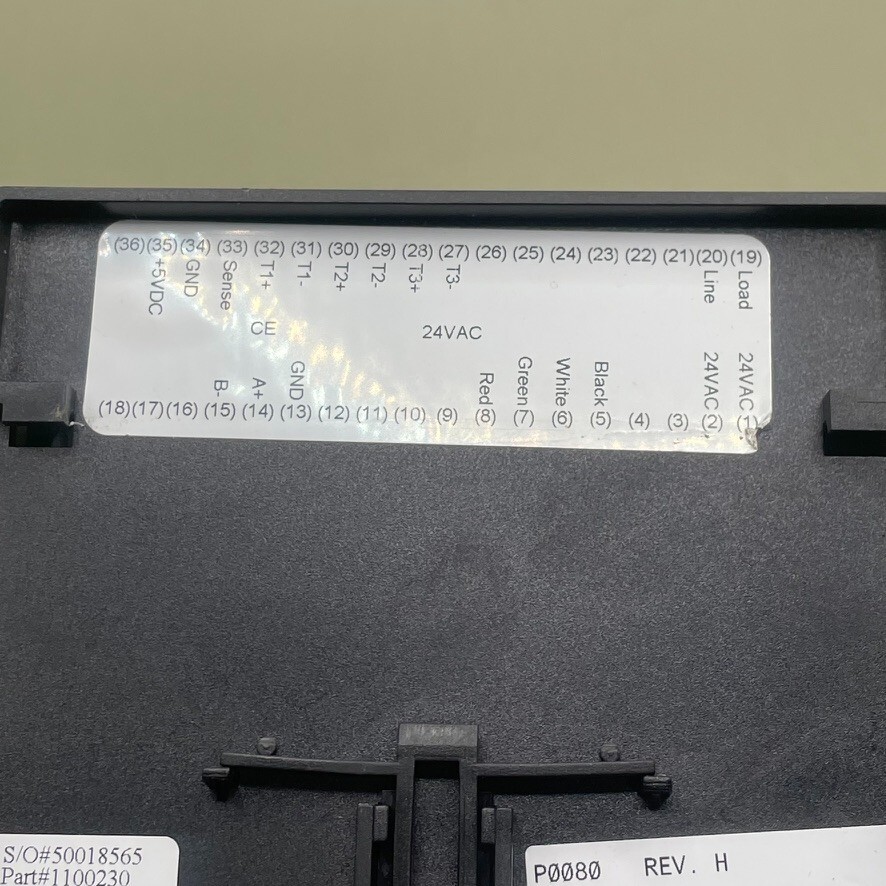 (36)(35)(34) (33) (32) (31) (30) (29) (28) (27) (26) (25) (24) (23) (22) (21)(20)(19)
+5VDC GND Sense T1+ T1- T2+ T2- T3+ T3- Line Load
CE 24VAC
B- A+ GND Red Green White Black 24VAC 24VAC
(18)(17)(16) (15) (14) (13) (12) (11) (10) (9) (8) (7) (6) (5) (4) (3) (2) (1)
S/O#50018565
Part#1100230
P0080 REV. H